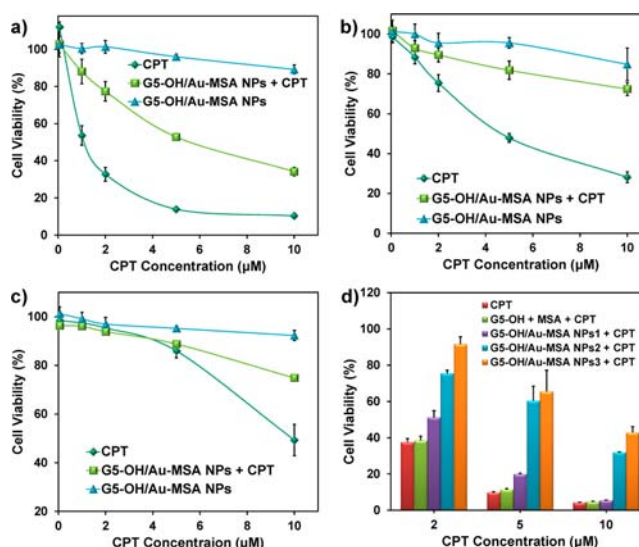 a)
120
100
80
60
40
20
0
Cell Viability (%)
CPT
G5-OH/Au-MSA NPs + CPT
G5-OH/Au-MSA NPs
0 2 4 6 8 10
CPT Concentration (µM)
b)
100
80
60
40
20
0
Cell Viability (%)
CPT
G5-OH/Au-MSA NPs + CPT
G5-OH/Au-MSA NPs
0 2 4 6 8 10
CPT Concentration (µM)
c)
100
80
60
40
20
Cell Viability (%)
CPT
G5-OH/Au-MSA NPs + CPT
G5-OH/Au-MSA NPs
0 2 4 6 8 10
CPT Concentraion (µM)
d)
120
100
80
60
40
20
0
Cell Viability (%)
CPT
G5-OH + MSA + CPT
G5-OH/Au-MSA NPs1 + CPT
G5-OH/Au-MSA NPs2 + CPT
G5-OH/Au-MSA NPs3 + CPT
2 5 10
CPT Concentration (µM)